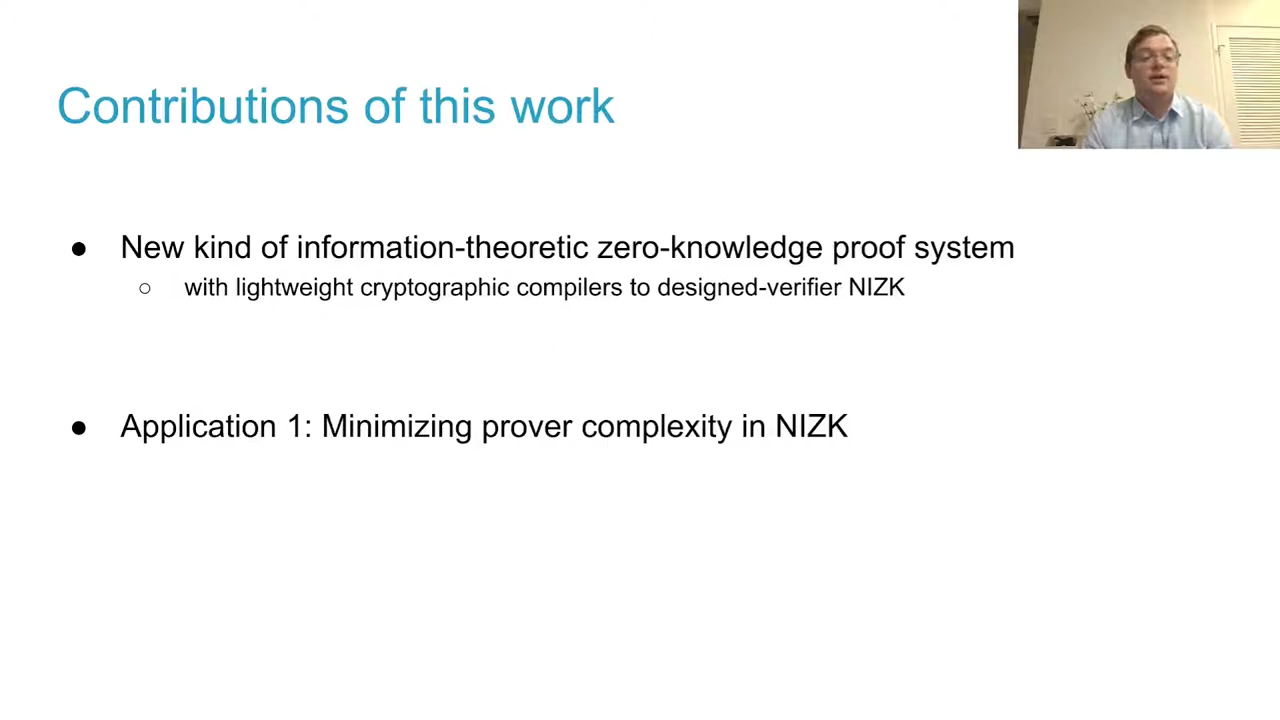 Contributions of this work
● New kind of information-theoretic zero-knowledge proof system
○ with lightweight cryptographic compilers to designed-verifier NIZK
● Application 1: Minimizing prover complexity in NIZK